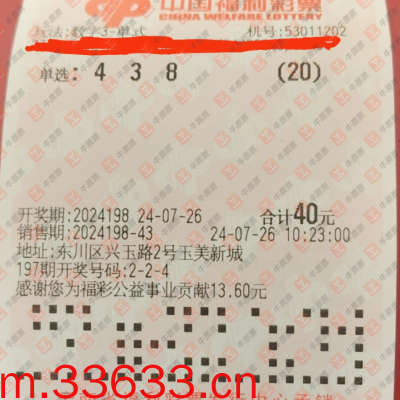 中国福利彩票
CHINA WELFARE LOTTERY
机号:53011202
单选: 4 3 8 (20)
开奖期:2024198 24-07-26 合计40元
销售期:2024198-43 24-07-26 10:23:00
地址:东川区兴玉路2号玉美新城
197期开奖号码:2-2-4
感谢您为福彩公益事业贡献13.60元
m.33633.cn